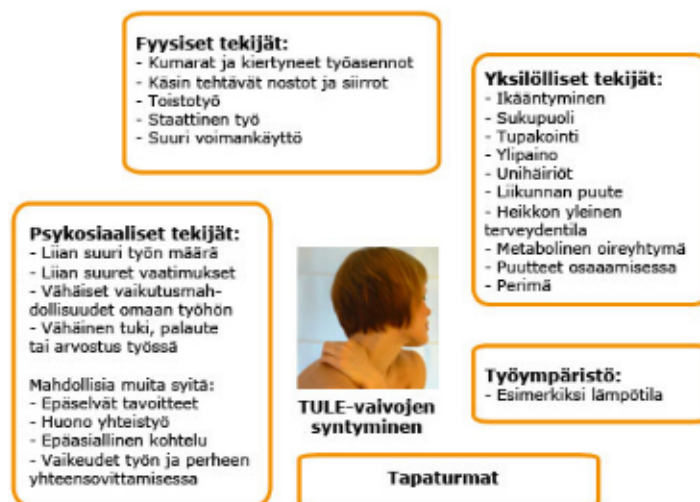 Fyysiset tekijät:
- Kumarat ja kiertyneet työasennot
- Käsin tehtävät nostot ja siirrot
- Toistotyö
- Staattinen työ
- Suuri voimankäyttö
Yksilölliset tekijät:
- Ikääntyminen
- Sukupuoli
- Tupakointi
- Ylipaino
- Unihäiriöt
- Liikunnan puute
- Heikkon yleinen
terveydentila
- Metabolinen oireyhtymä
- Puutteet osaaamisessa
- Perimä
Psykosiaaliset tekijät:
- Liian suuri työn määrä
- Liian suuret vaatimukset
- Vähäiset vaikutusmah-
dollisuudet omaan työhön
- Vähäinen tuki, palaute
tai arvostus työssä
Mahdollisia muita syitä:
- Epäselvät tavoitteet
- Huono yhteistyö
- Epäasiallinen kohtelu
- Vaikeudet työn ja perheen
yhteensovittamisessa
TULE-vaivojen
syntyminen
Työympäristö:
- Esimerkiksi lämpötila
Tapaturmat